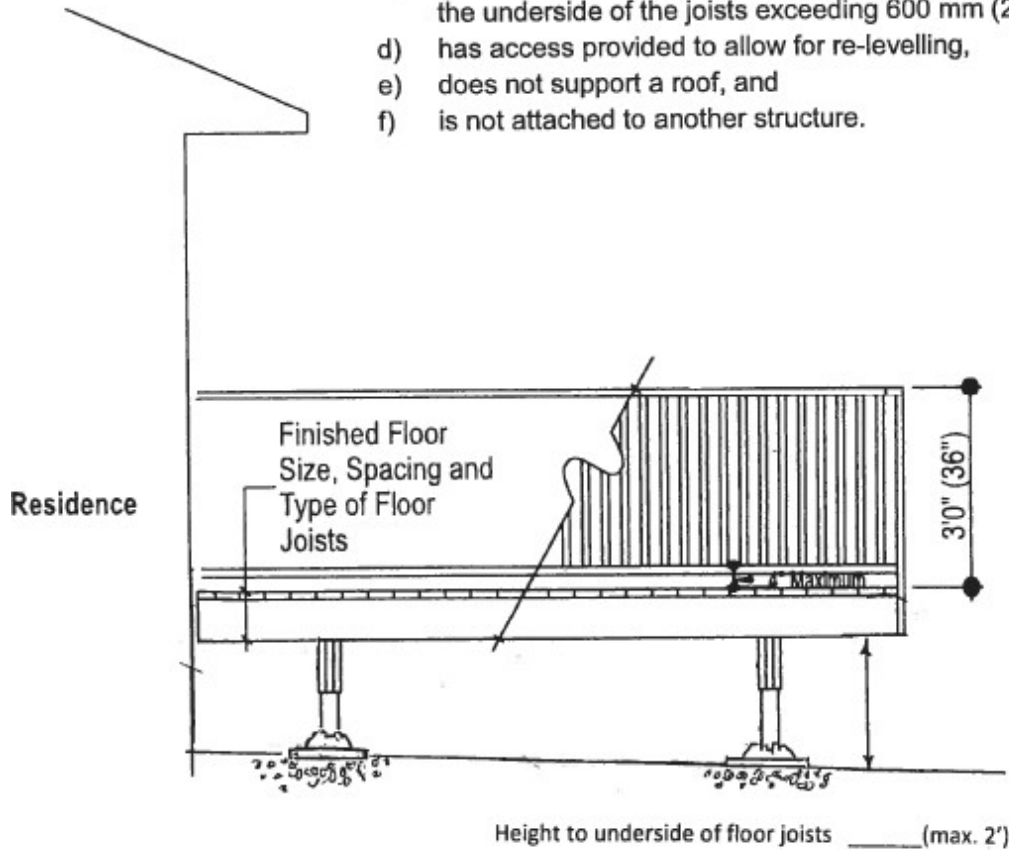 the underside of the joists exceeding 600 mm (2
d) has access provided to allow for re-levelling,
e) does not support a roof, and
f) is not attached to another structure.
Finished Floor
Size, Spacing and
Type of Floor
Joists
Residence
3'0" (36")
4" Maximum
Height to underside of floor joists _____(max. 2')